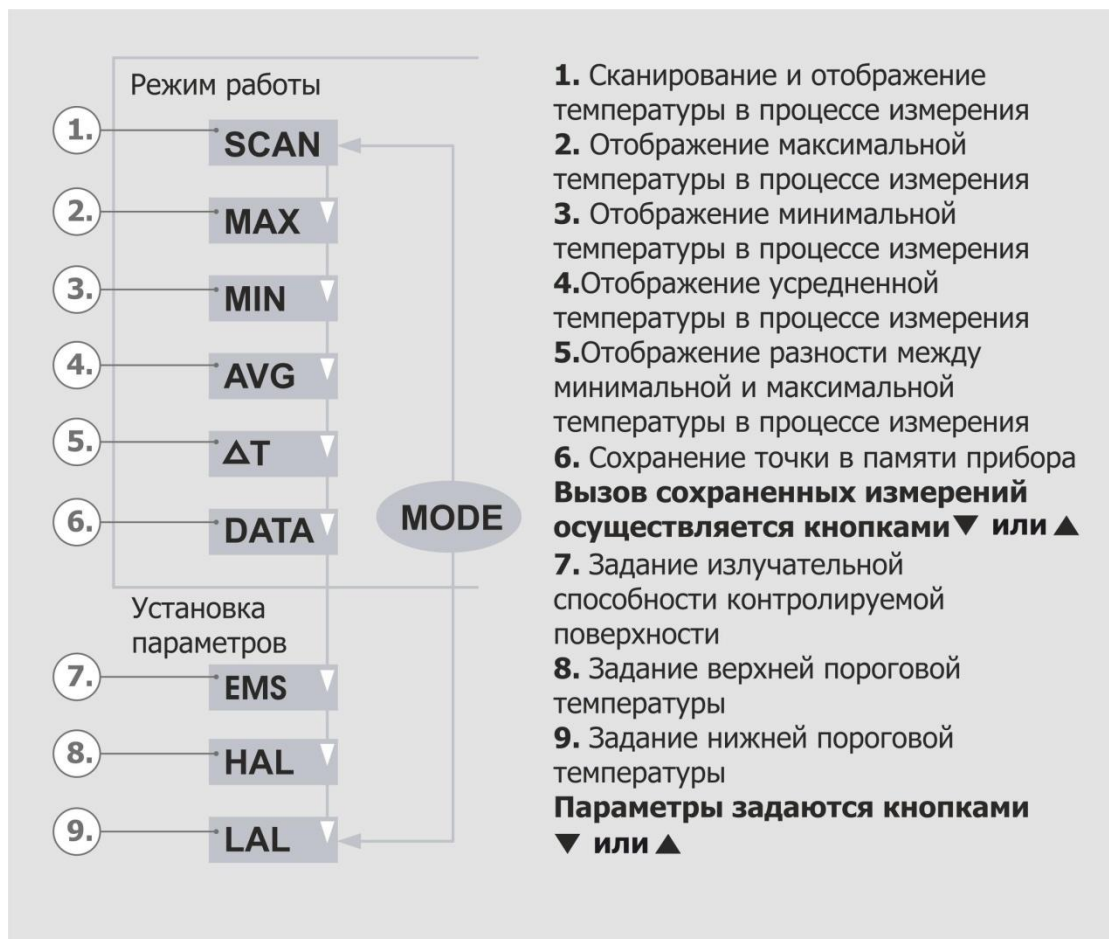 Режим работы
1.
SCAN
2.
MAX
3.
MIN
4.
AVG
5.
ΔT
6.
DATA
MODE
Установка
параметров
7.
EMS
8.
HAL
9.
LAL
1. Сканирование и отображение
температуры в процессе измерения
2. Отображение максимальной
температуры в процессе измерения
3. Отображение минимальной
температуры в процессе измерения
4.Отображение усредненной
температуры в процессе измерения
5.Отображение разности между
минимальной и максимальной
температуры в процессе измерения
6. Сохранение точки в памяти прибора
Вызов сохраненных измерений
осуществляется кнопками ▼ или ▲
7. Задание излучательной
способности контролируемой
поверхности
8. Задание верхней пороговой
температуры
9. Задание нижней пороговой
температуры
Параметры задаются кнопками
▼ или ▲